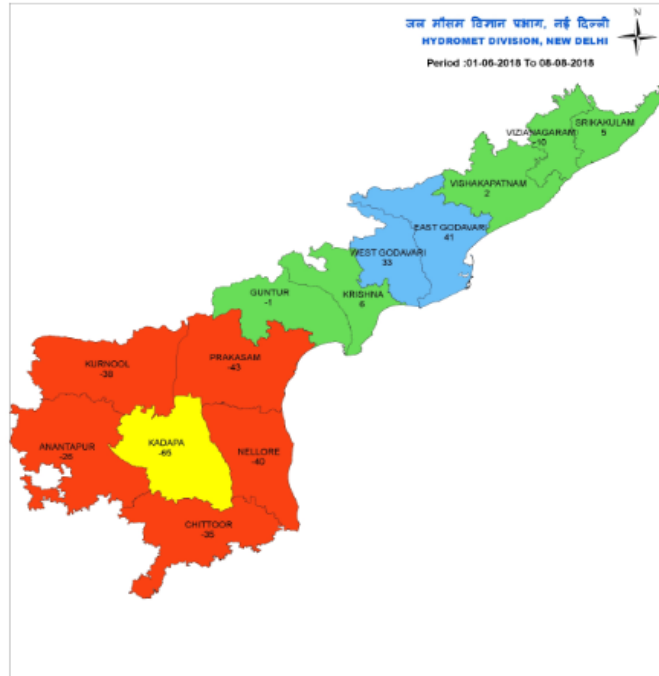 जल मौसम विज्ञान प्रभाग, नई दिल्ली
N
HYDROMET DIVISION, NEW DELHI
Period :01-06-2018 To 08-08-2018
SRIKAKULAM
5
VIZIANAGARAM
-10
VISHAKAPATNAM
2
EAST GODAVARI
41
WEST GODAVARI
33
GUNTUR
-1
KRISHNA
6
PRAKASAM
-43
KURNOOL
-38
KADAPA
ANANTAPUR
-26
NELLORE
-40
CHITTOOR
-35